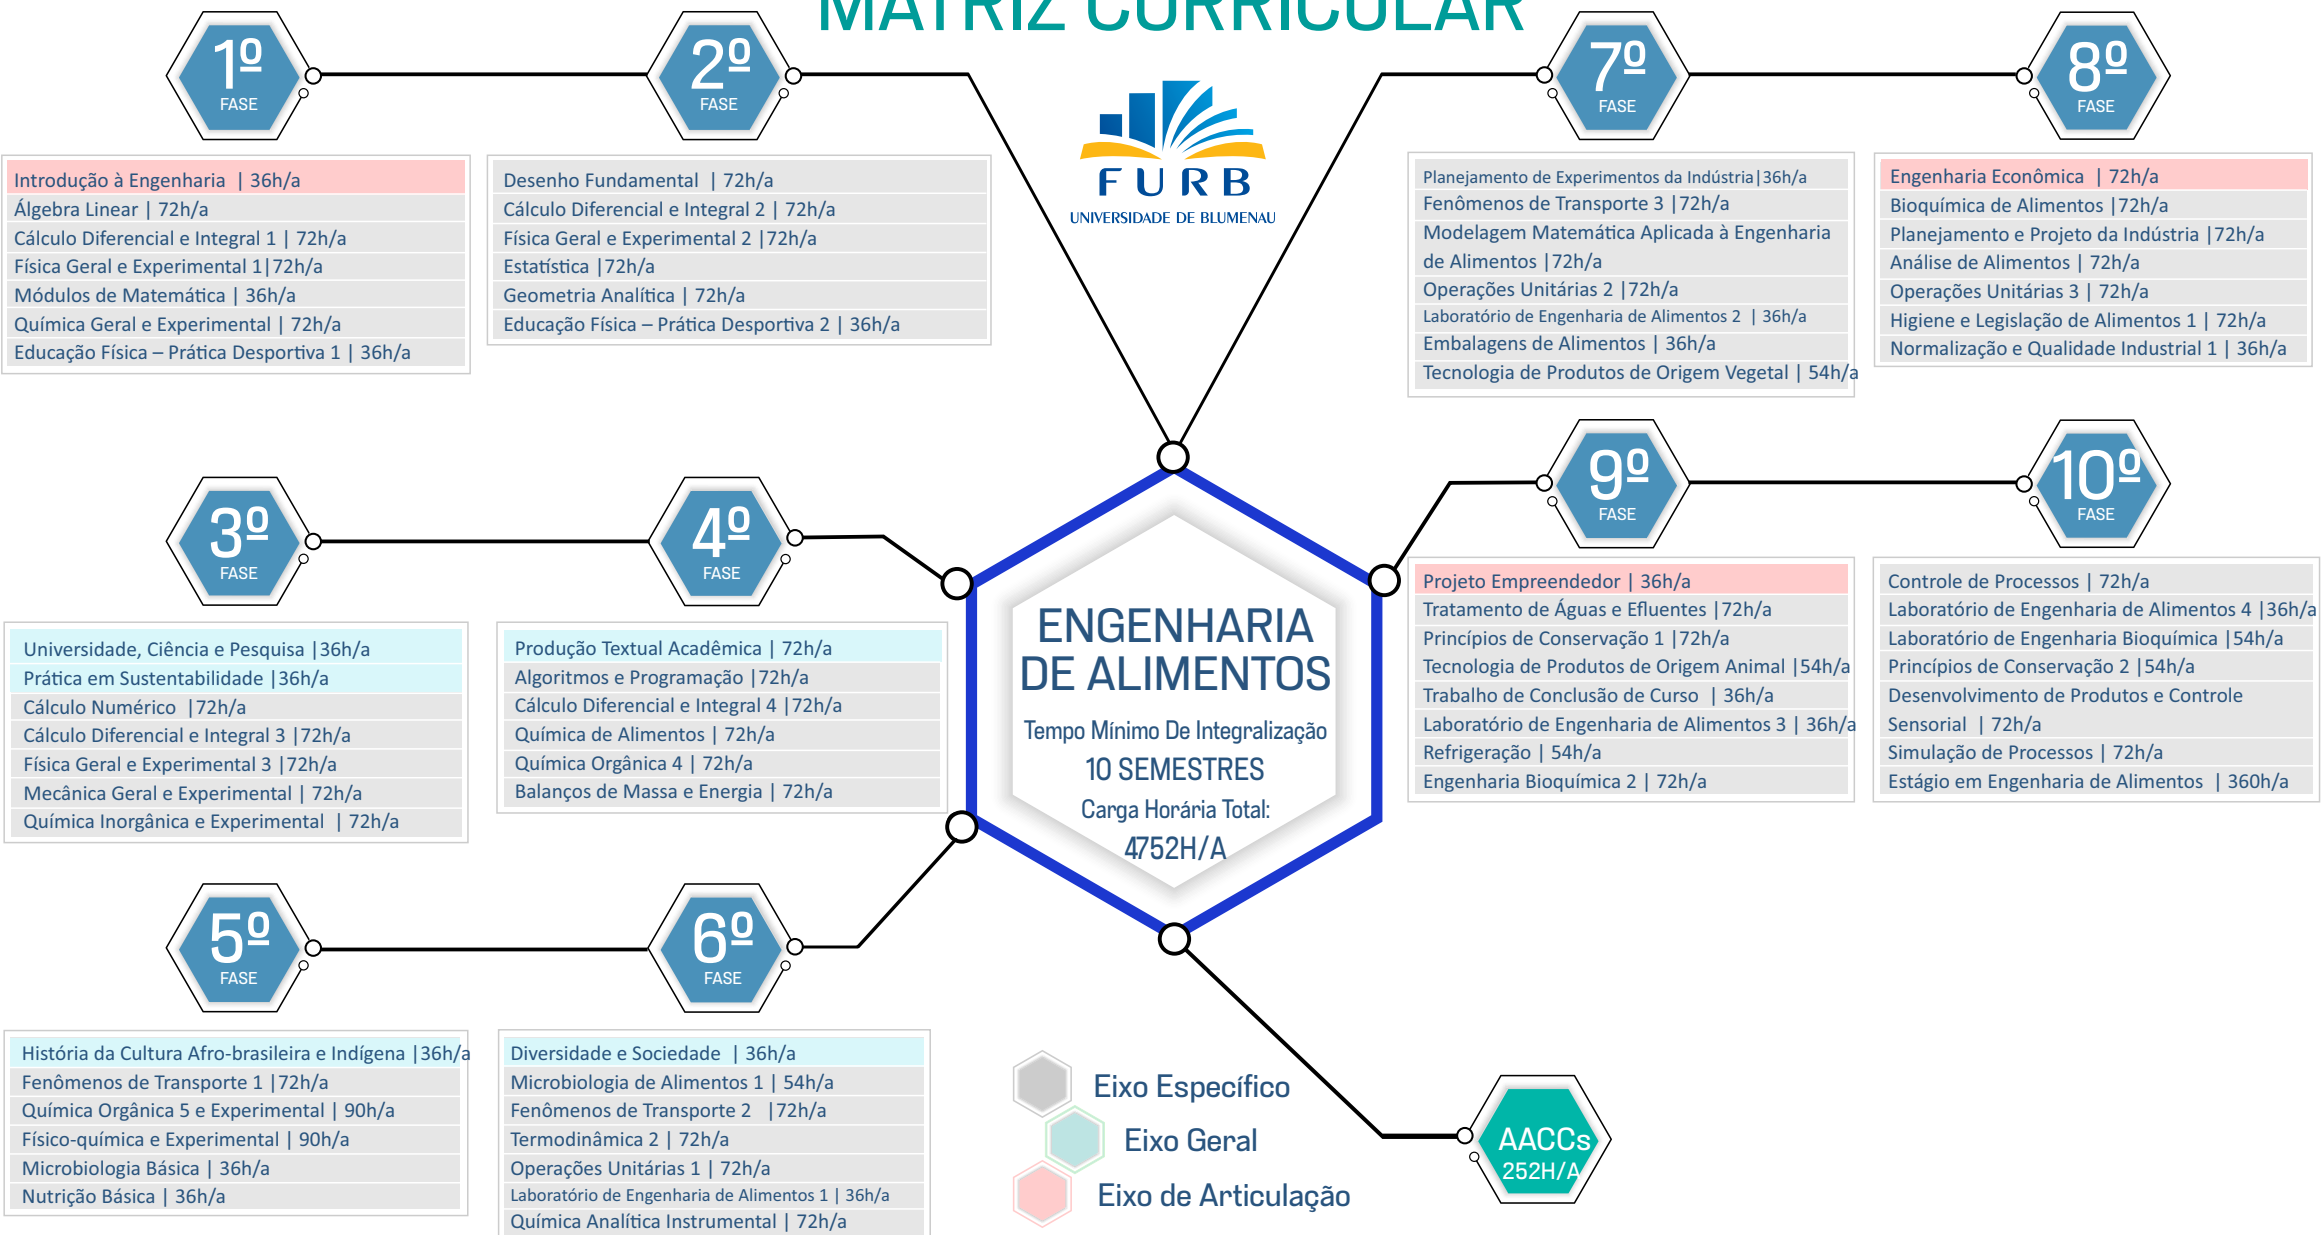 MATRIZ CURRICULAR
FURB
UNIVERSIDADE DE BLUMENAU
1º
FASE
Introdução à Engenharia | 36h/a
Álgebra Linear | 72h/a
Cálculo Diferencial e Integral 1 | 72h/a
Física Geral e Experimental 1|72h/a
Módulos de Matemática | 36h/a
Química Geral e Experimental | 72h/a
Educação Física – Prática Desportiva 1 | 36h/a
2º
FASE
Desenho Fundamental | 72h/a
Cálculo Diferencial e Integral 2 | 72h/a
Física Geral e Experimental 2 |72h/a
Estatística |72h/a
Geometria Analítica | 72h/a
Educação Física – Prática Desportiva 2 | 36h/a
3º
FASE
Universidade, Ciência e Pesquisa |36h/a
Prática em Sustentabilidade |36h/a
Cálculo Numérico |72h/a
Cálculo Diferencial e Integral 3 |72h/a
Física Geral e Experimental 3 |72h/a
Mecânica Geral e Experimental | 72h/a
Química Inorgânica e Experimental | 72h/a
4º
FASE
Produção Textual Acadêmica | 72h/a
Algoritmos e Programação |72h/a
Cálculo Diferencial e Integral 4 |72h/a
Química de Alimentos | 72h/a
Química Orgânica 4 | 72h/a
Balanços de Massa e Energia | 72h/a
5º
FASE
História da Cultura Afro-brasileira e Indígena |36h/a
Fenômenos de Transporte 1 |72h/a
Química Orgânica 5 e Experimental | 90h/a
Físico-química e Experimental | 90h/a
Microbiologia Básica | 36h/a
Nutrição Básica | 36h/a
6º
FASE
Diversidade e Sociedade | 36h/a
Microbiologia de Alimentos 1 | 54h/a
Fenômenos de Transporte 2 |72h/a
Termodinâmica 2 | 72h/a
Operações Unitárias 1 | 72h/a
Laboratório de Engenharia de Alimentos 1 | 36h/a
Química Analítica Instrumental | 72h/a
7º
FASE
Planejamento de Experimentos da Indústria|36h/a
Fenômenos de Transporte 3 |72h/a
Modelagem Matemática Aplicada à Engenharia
de Alimentos |72h/a
Operações Unitárias 2 |72h/a
Laboratório de Engenharia de Alimentos 2 | 36h/a
Embalagens de Alimentos | 36h/a
Tecnologia de Produtos de Origem Vegetal | 54h/a
8º
FASE
Engenharia Econômica | 72h/a
Bioquímica de Alimentos |72h/a
Planejamento e Projeto da Indústria |72h/a
Análise de Alimentos | 72h/a
Operações Unitárias 3 | 72h/a
Higiene e Legislação de Alimentos 1 | 72h/a
Normalização e Qualidade Industrial 1 | 36h/a
9º
FASE
Projeto Empreendedor | 36h/a
Tratamento de Águas e Efluentes |72h/a
Princípios de Conservação 1 |72h/a
Tecnologia de Produtos de Origem Animal |54h/a
Trabalho de Conclusão de Curso | 36h/a
Laboratório de Engenharia de Alimentos 3 | 36h/a
Refrigeração | 54h/a
Engenharia Bioquímica 2 | 72h/a
10º
FASE
Controle de Processos | 72h/a
Laboratório de Engenharia de Alimentos 4 |36h/a
Laboratório de Engenharia Bioquímica |54h/a
Princípios de Conservação 2 |54h/a
Desenvolvimento de Produtos e Controle
Sensorial | 72h/a
Simulação de Processos | 72h/a
Estágio em Engenharia de Alimentos | 360h/a
ENGENHARIA
DE ALIMENTOS
Tempo Mínimo De Integralização
10 SEMESTRES
Carga Horária Total:
4752H/A
Eixo Específico
Eixo Geral
Eixo de Articulação
AACCs
252H/A